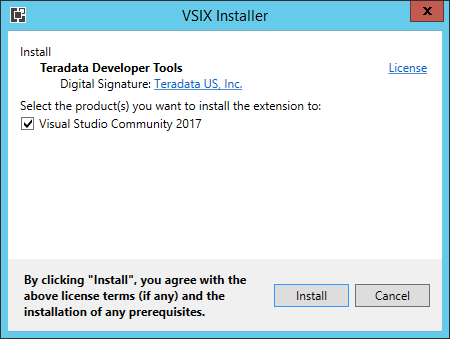 VSIX Installer
x
Install
Teradata Developer Tools
License
Digital Signature: Teradata US, Inc.
Select the product(s) you want to install the extension to:
Visual Studio Community 2017
By clicking "Install", you agree with the
above license terms (if any) and the
installation of any prerequisites.
Install
Cancel